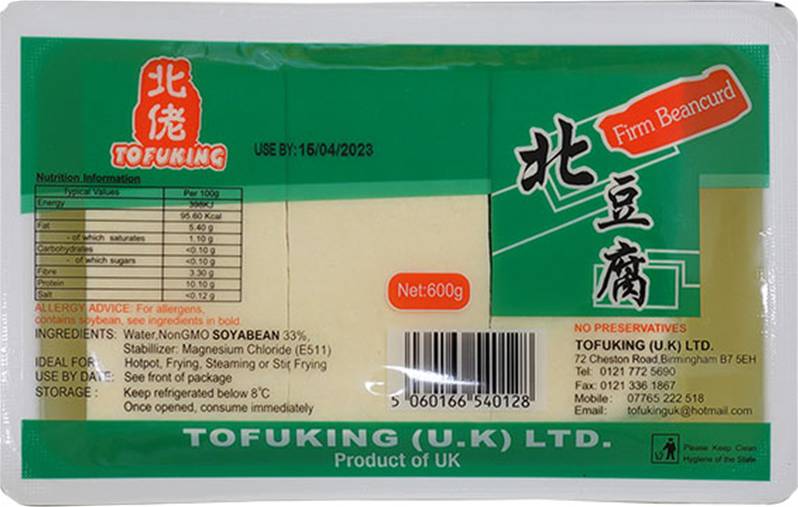 北佬
TOFUKING
USE BY: 15/04/2023
Firm Beancurd
北豆腐
Nutrition Information
Typical Values Per 100g
Energy 398KJ
95.60 Kcal
Fat 5.40 g
- of which saturates 1.10 g
Carbohydrates <0.10 g
- of which sugars <0.10 g
Fibre 3.30 g
Protein 10.10 g
Salt <0.12 g
ALLERGY ADVICE: For allergens,
contains soybean, see ingredients in bold.
INGREDIENTS: Water,NonGMO SOYABEAN 33%,
Stabillizer: Magnesium Chloride (E511)
IDEAL FOR: Hotpot, Frying, Steaming or Stir Frying
USE BY DATE: See front of package
STORAGE : Keep refrigerated below 8°C
Once opened, consume immediately
Net:600g
5 060166 540128
NO PRESERVATIVES
TOFUKING (U.K) LTD.
72 Cheston Road,Birmingham B7 5EH
Tel: 0121 772 5690
Fax: 0121 336 1867
Mobile: 07765 222 518
Email: tofukinguk@hotmail.com
TOFUKING (U.K) LTD.
Product of UK
Please Keep Clean
Hygiene of the State